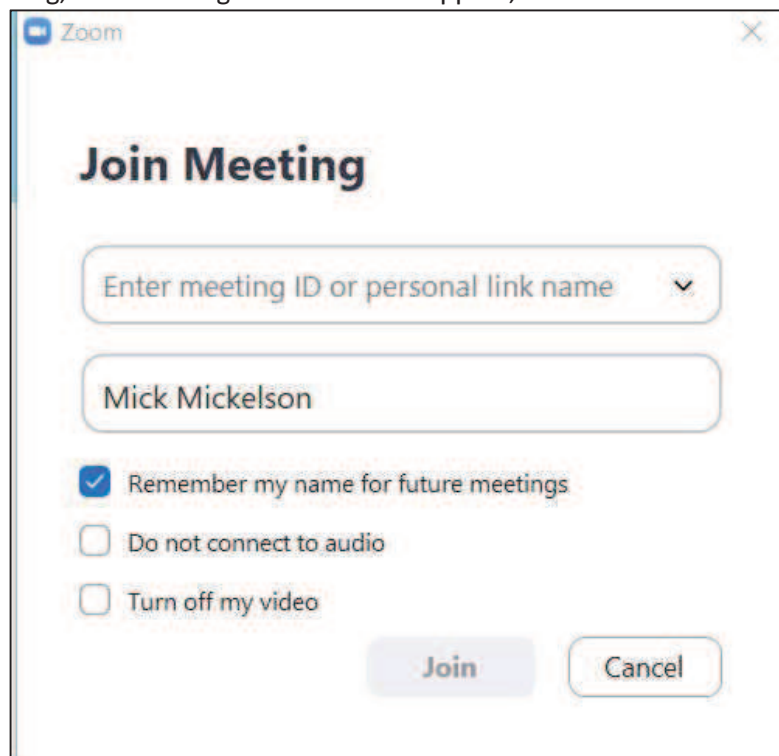 Zoom
Join Meeting
Enter meeting ID or personal link name
Mick Mickelson
Remember my name for future meetings
Do not connect to audio
Turn off my video
Join Cancel